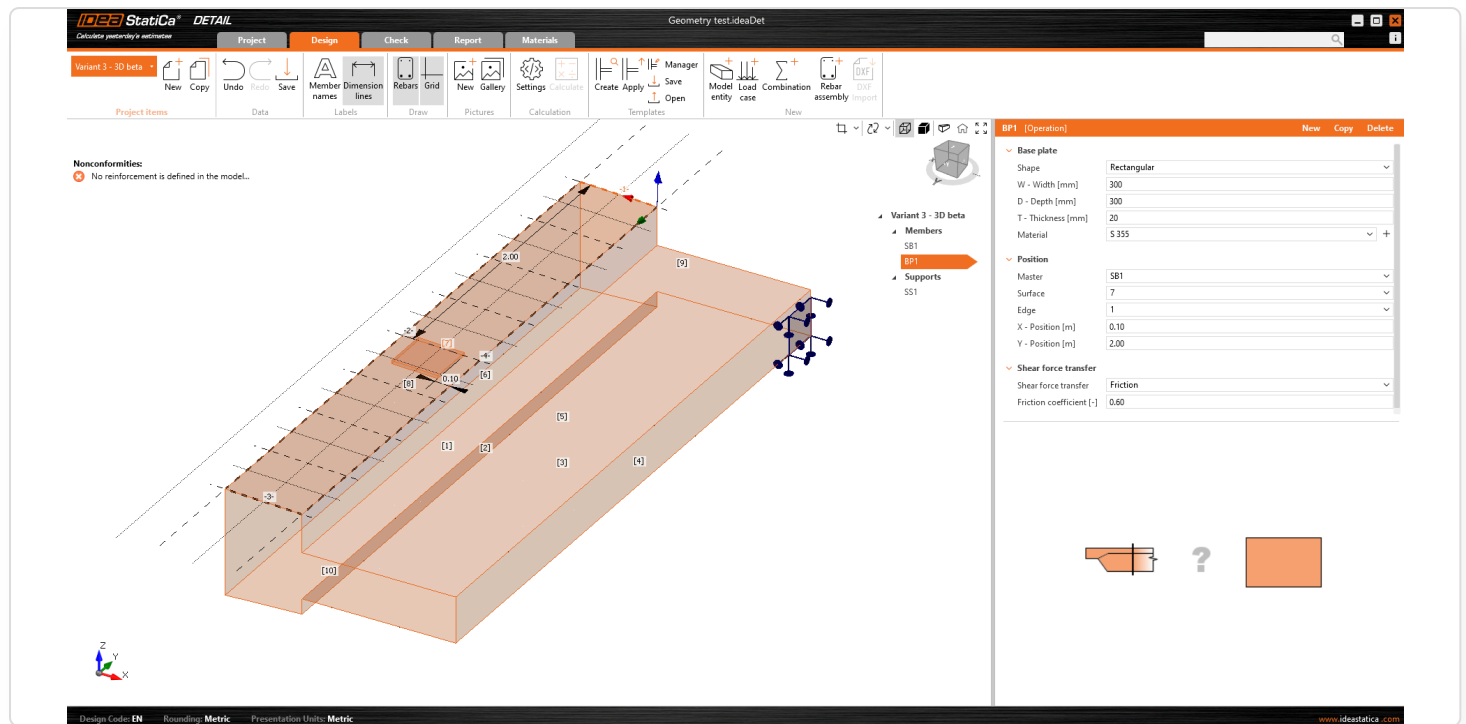 IDEA StatiCa® DETAIL
Calculate yesterday's estimates
Geometry test.ideaDet
Project Design Check Report Materials
Variant 3 - 3D beta
New Copy Undo Redo Save Member names Dimension lines Rebars Grid New Gallery Settings Calculate Create Apply Manager Save Open Model entity Load case Combination Rebar assembly DXF Import
Project items Data Labels Draw Pictures Calculation Templates New
Nonconformities:
No reinforcement is defined in the model...
-1-
2.00
[9]
-2-
[7]
-4-
[8]
0.10
[6]
[5]
[1]
[2]
[3]
[4]
-3-
[10]
Z
Y
X
Variant 3 - 3D beta
Members
SB1
BP1
Supports
SS1
BP1 [Operation] New Copy Delete
Base plate
Shape Rectangular
W - Width [mm] 300
D - Depth [mm] 300
T - Thickness [mm] 20
Material S 355
Position
Master SB1
Surface 7
Edge 1
X - Position [m] 0.10
Y - Position [m] 2.00
Shear force transfer
Shear force transfer Friction
Friction coefficient [-] 0.60
?
Design Code: EN Rounding: Metric Presentation Units: Metric
www.ideastatica.com